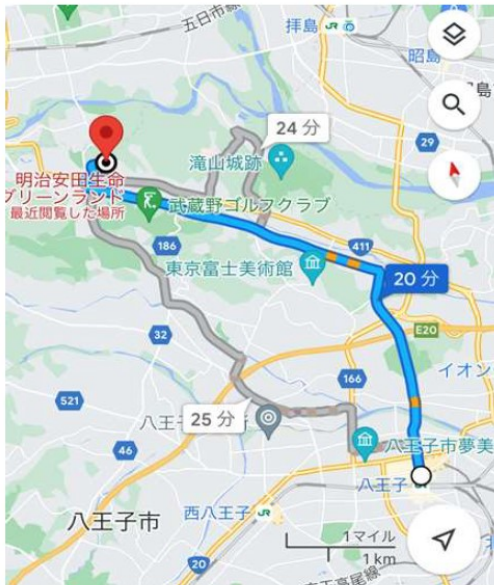 五日市線
拝島
JR
昭島
24 分
29
滝山城跡
明治安田生命
グリーンランド
最近閲覧した場所
武蔵野ゴルフクラブ
186
411
東京富士美術館
20 分
E20
32
イオン
166
521
25 分
八王子
46
八王子市夢美
八王子
JR
八王子市
西八王子
JR
1マイル
1 km
20